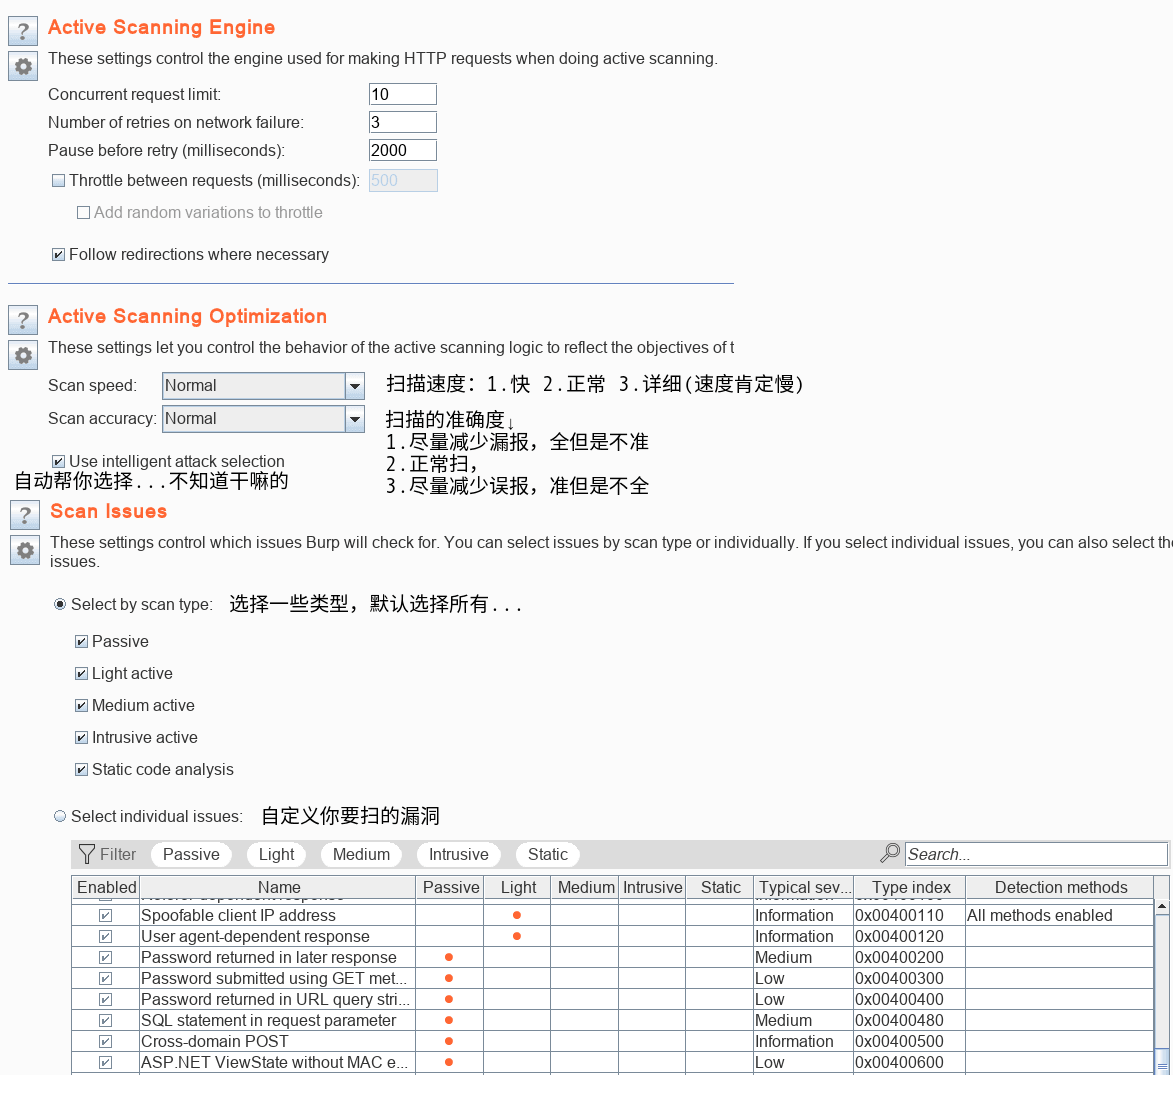 Active Scanning Engine
These settings control the engine used for making HTTP requests when doing active scanning.
Concurrent request limit: 10
Number of retries on network failure: 3
Pause before retry (milliseconds): 2000
Throttle between requests (milliseconds): 500
Add random variations to throttle
Follow redirections where necessary
Active Scanning Optimization
These settings let you control the behavior of the active scanning logic to reflect the objectives of t
Scan speed: Normal 扫描速度：1.快 2.正常 3.详细(速度肯定慢)
Scan accuracy: Normal 扫描的准确度↓
1.尽量减少漏报，全但是不准
Use intelligent attack selection 2.正常扫，
自动帮你选择...不知道干嘛的 3.尽量减少误报，准但是不全
Scan Issues
These settings control which issues Burp will check for. You can select issues by scan type or individually. If you select individual issues, you can also select the
issues.
Select by scan type: 选择一些类型，默认选择所有...
Passive
Light active
Medium active
Intrusive active
Static code analysis
Select individual issues: 自定义你要扫的漏洞
Filter Passive Light Medium Intrusive Static Search...
Enabled Name Passive Light Medium Intrusive Static Typical sev... Type index Detection methods
Spoofable client IP address Information 0x00400110 All methods enabled
User agent-dependent response Information 0x00400120
Password returned in later response Medium 0x00400200
Password submitted using GET met... Low 0x00400300
Password returned in URL query stri... Low 0x00400400
SQL statement in request parameter Medium 0x00400480
Cross-domain POST Information 0x00400500
ASP.NET ViewState without MAC e... Low 0x00400600